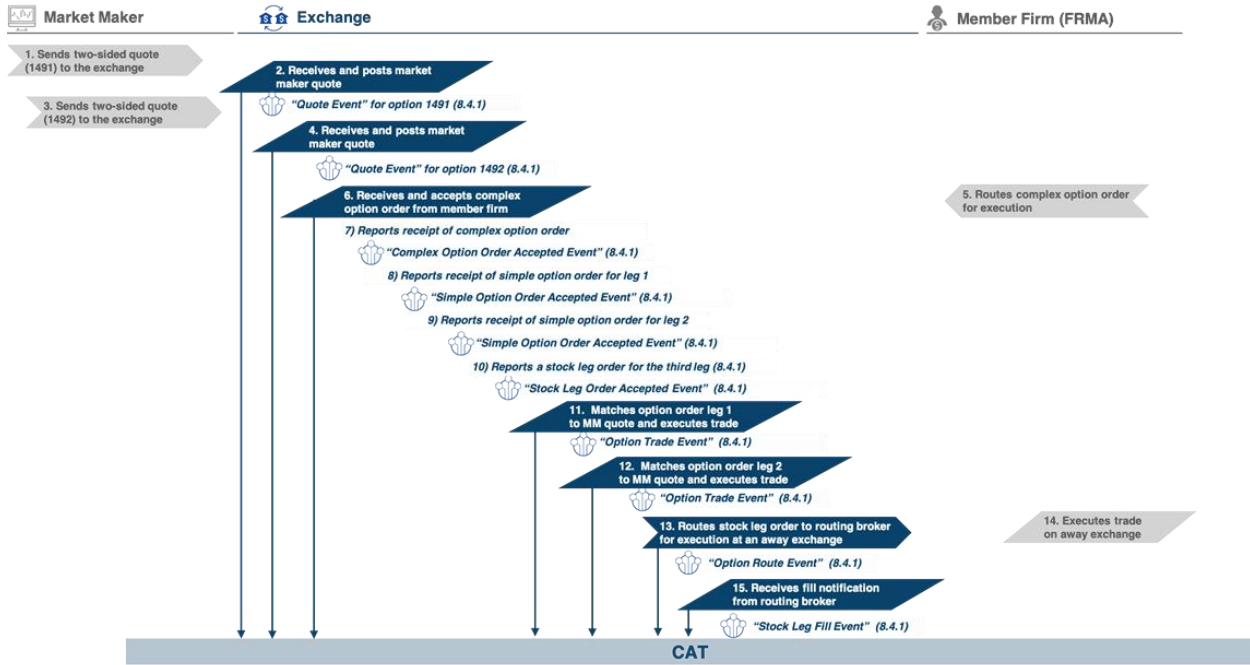 Market Maker
Exchange
Member Firm (FRMA)
1. Sends two-sided quote
(1491) to the exchange
2. Receives and posts market
maker quote
"Quote Event" for option 1491 (8.4.1)
3. Sends two-sided quote
(1492) to the exchange
4. Receives and posts market
maker quote
"Quote Event" for option 1492 (8.4.1)
5. Routes complex option order
for execution
6. Receives and accepts complex
option order from member firm
7) Reports receipt of complex option order
"Complex Option Order Accepted Event" (8.4.1)
8) Reports receipt of simple option order for leg 1
"Simple Option Order Accepted Event" (8.4.1)
9) Reports receipt of simple option order for leg 2
"Simple Option Order Accepted Event" (8.4.1)
10) Reports a stock leg order for the third leg (8.4.1)
"Stock Leg Order Accepted Event" (8.4.1)
11. Matches option order leg 1
to MM quote and executes trade
"Option Trade Event" (8.4.1)
12. Matches option order leg 2
to MM quote and executes trade
"Option Trade Event" (8.4.1)
13. Routes stock leg order to routing broker
for execution at an away exchange
"Option Route Event" (8.4.1)
14. Executes trade
on away exchange
15. Receives fill notification
from routing broker
"Stock Leg Fill Event" (8.4.1)
CAT